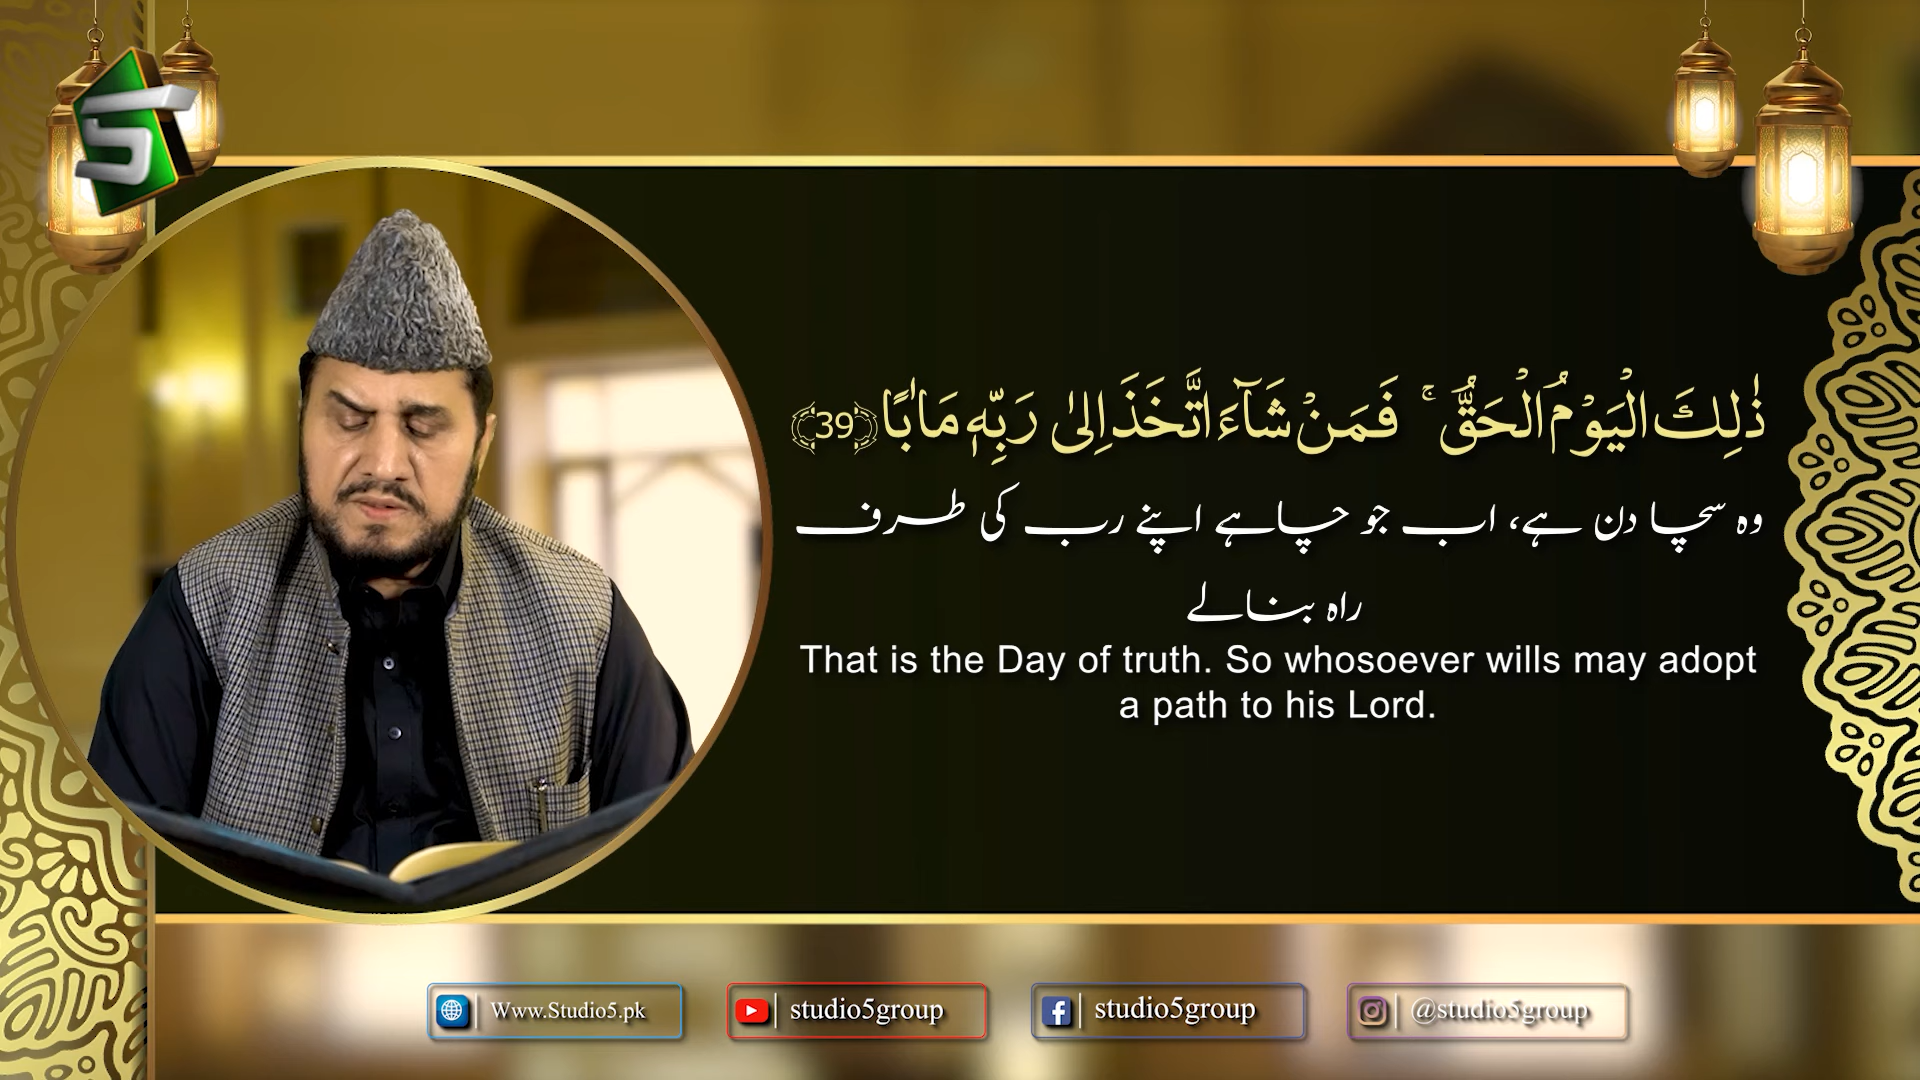 ذٰلِكَ الْيَوْمُ الْحَقُّ ۚ فَمَنْ شَآءَ اتَّخَذَ اِلٰى رَبِّهٖ مَاٰبًا ﴿39﴾
وہ سچا دن ہے، اب جو چاہے اپنے رب کی طرف
راہ بنالے
That is the Day of truth. So whosoever wills may adopt
a path to his Lord.
Www.Studio5.pk
studio5group
studio5group
@studio5group